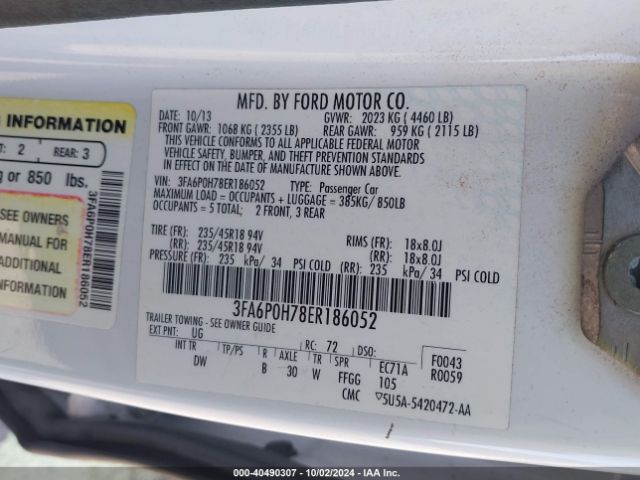 G INFORMATION
T: 2 REAR: 3
g or 850 lbs.
SEE OWNERS
MANUAL FOR
ADDITIONAL
INFORMATION
3FA6P0H78ER186052
MFD. BY FORD MOTOR CO.
DATE: 10/13 GVWR: 2023 KG ( 4460 LB)
FRONT GAWR: 1068 KG ( 2355 LB) REAR GAWR: 959 KG ( 2115 LB)
THIS VEHICLE CONFORMS TO ALL APPLICABLE FEDERAL MOTOR
VEHICLE SAFETY, BUMPER, AND THEFT PREVENTION STANDARDS
IN EFFECT ON THE DATE OF MANUFACTURE SHOWN ABOVE.
VIN: 3FA6P0H78ER186052 TYPE: Passenger Car
MAXIMUM LOAD = OCCUPANTS + LUGGAGE = 385KG/ 850LB
OCCUPANTS = 5 TOTAL; 2 FRONT, 3 REAR
TIRE (FR): 235/45R18 94V RIMS (FR): 18x8.0J
(RR): 235/45R18 94V (RR): 18x8.0J
PRESSURE (FR): 235 kPa/ 34 PSI COLD (RR): 235 kPa/ 34 PSI COLD
3FA6P0H78ER186052
TRAILER TOWING - SEE OWNER GUIDE
EXT PNT: UG RC: 72 DSO: F0043
INT TR TP/PS R AXLE TR SPR EC71A R0059
DW B 30 W FFGG 105
CMC ▽5U5A-5420472-AA
000-40490307 - 10/02/2024 - IAA Inc.